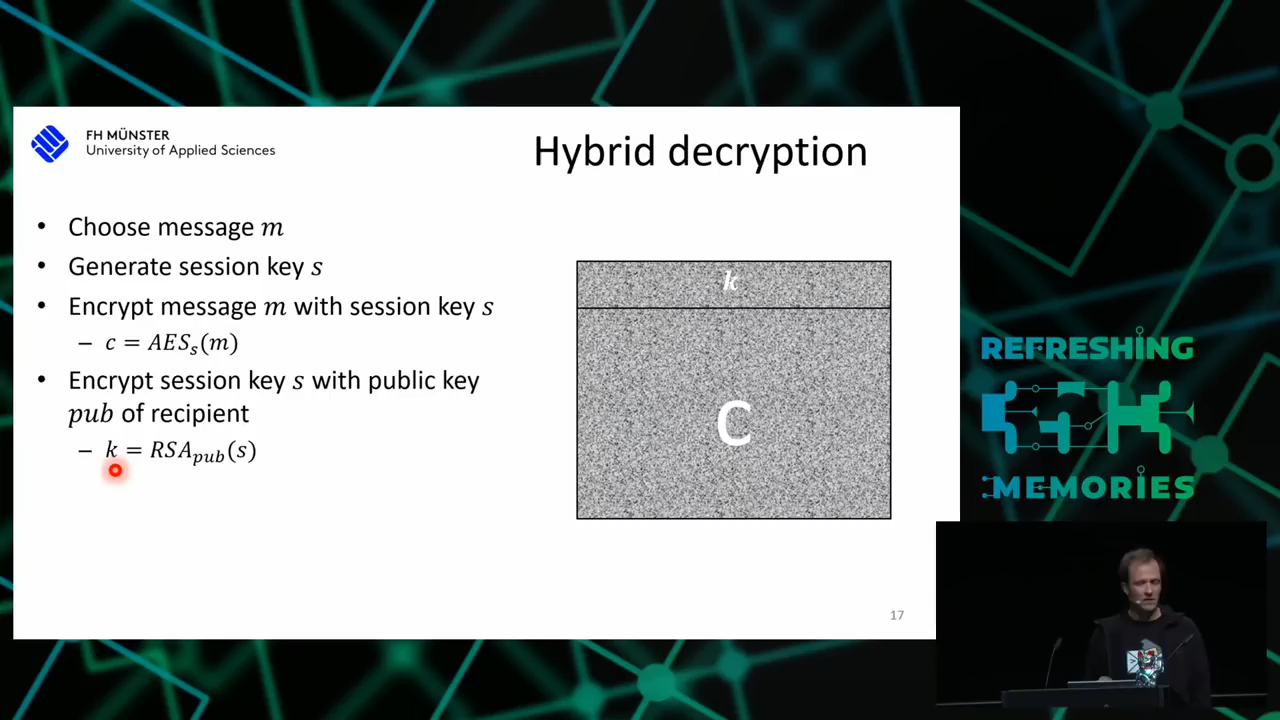 FH MÜNSTER
University of Applied Sciences
Hybrid decryption
• Choose message m
• Generate session key s
• Encrypt message m with session key s
– c = AESₛ(m)
• Encrypt session key s with public key
pub of recipient
– k = RSA_pub(s)
k
C
17
REFRESHING
MEMORIES